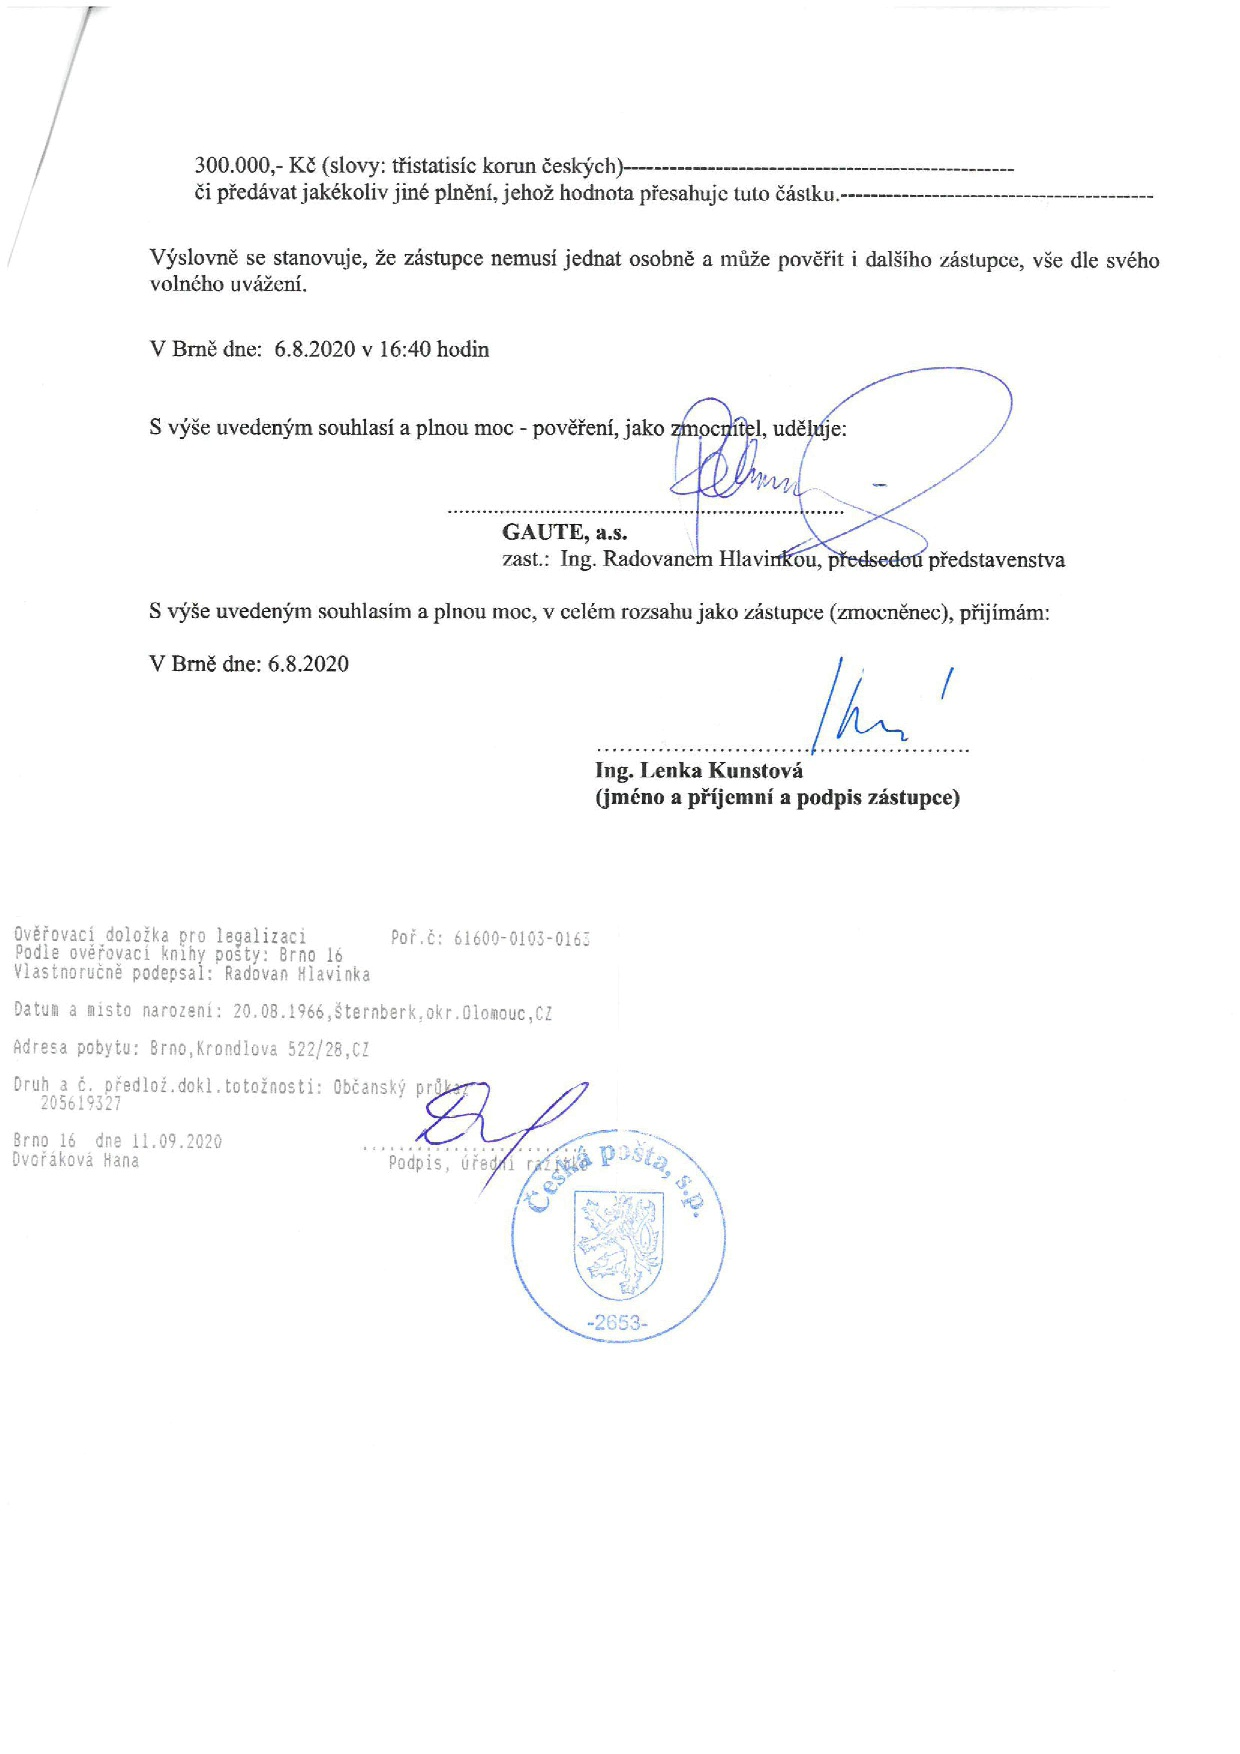 300.000,- Kč (slovy: třistatisíc korun českých)---------------------------------------------------
či předávat jakékoliv jiné plnění, jehož hodnota přesahuje tuto částku.-----------------------------------------
Výslovně se stanovuje, že zástupce nemusí jednat osobně a může pověřit i dalšího zástupce, vše dle svého
volného uvážení.
V Brně dne: 6.8.2020 v 16:40 hodin
S výše uvedeným souhlasí a plnou moc - pověření, jako zmocnitel, uděluje:
GAUTE, a.s.
zast.: Ing. Radovanem Hlavinkou, předsedou představenstva
S výše uvedeným souhlasím a plnou moc, v celém rozsahu jako zástupce (zmocněnec), přijímám:
V Brně dne: 6.8.2020
Ing. Lenka Kunstová
(jméno a příjemní a podpis zástupce)
Ověřovací doložka pro legalizaci Poř.č: 61600-0103-0163
Podle ověřovací knihy pošty: Brno 16
Vlastnoručně podepsal: Radovan Hlavinka
Datum a místo narození: 20.08.1966,Šternberk,okr.Olomouc,CZ
Adresa pobytu: Brno,Krondlova 522/28,CZ
Druh a č. předlož.dokl.totožnosti: Občanský průkaz
205619327
Brno 16 dne 11.09.2020
Dvořáková Hana
Podpis, úřední razítko
Česká pošta, s.p.
-2653-